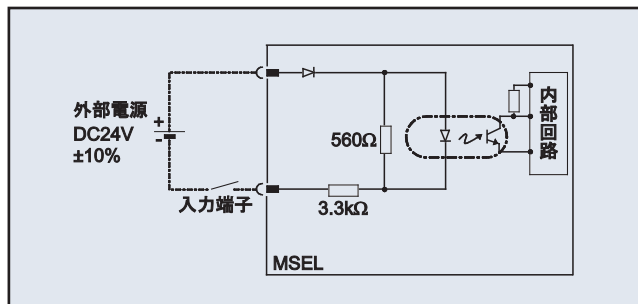 外部電源
DC24V
±10%
+
-
入力端子
560Ω
3.3kΩ
内部回路
MSEL